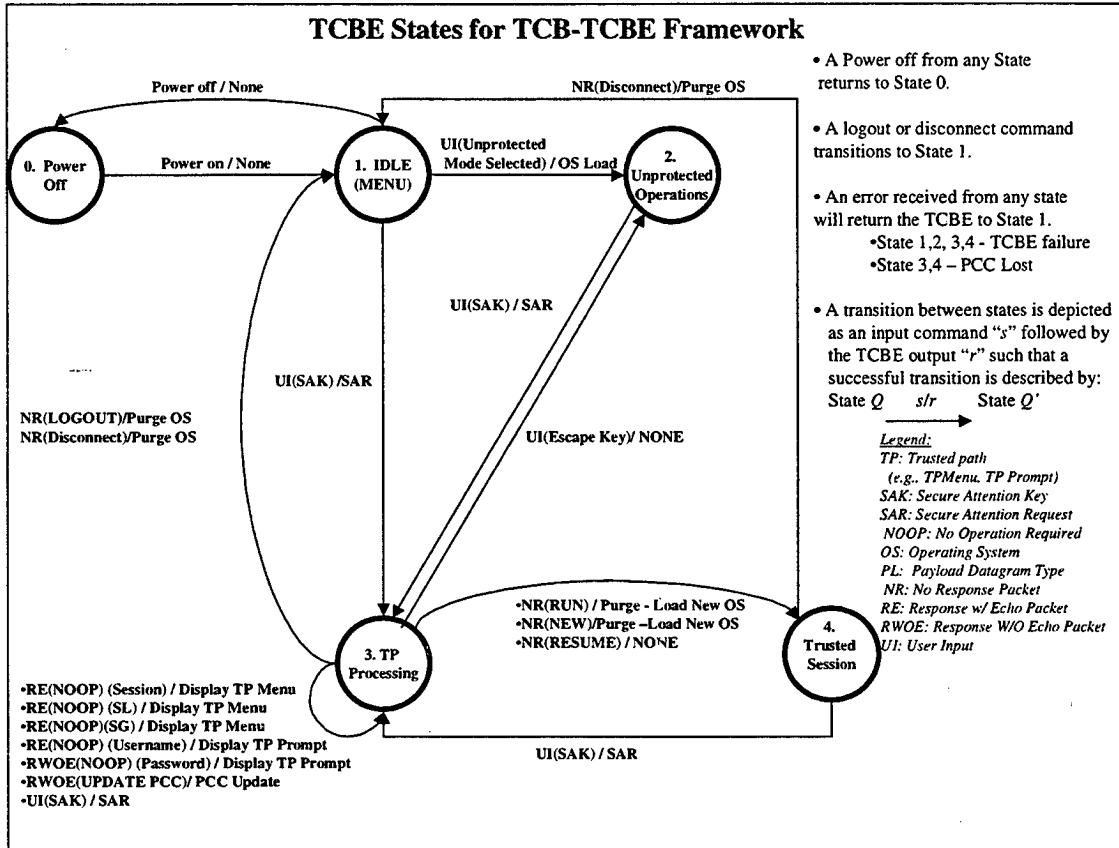 TCBE States for TCB-TCBE Framework
Power off / None
NR(Disconnect)/Purge OS
0. Power
Off
Power on / None
1. IDLE
(MENU)
UI(Unprotected
Mode Selected) / OS Load
2.
Unprotected
Operations
UI(SAK) / SAR
UI(SAK) /SAR
NR(LOGOUT)/Purge OS
NR(Disconnect)/Purge OS
UI(Escape Key)/ NONE
•NR(RUN) / Purge - Load New OS
•NR(NEW)/Purge –Load New OS
•NR(RESUME) / NONE
3. TP
Processing
4.
Trusted
Session
•RE(NOOP) (Session) / Display TP Menu
•RE(NOOP) (SL) / Display TP Menu
•RE(NOOP)(SG) / Display TP Menu
•RE(NOOP) (Username) / Display TP Prompt
•RWOE(NOOP) (Password) / Display TP Prompt
•RWOE(UPDATE PCC)/ PCC Update
•UI(SAK) / SAR
UI(SAK) / SAR
• A Power off from any State
returns to State 0.
• A logout or disconnect command
transitions to State 1.
• An error received from any state
will return the TCBE to State 1.
•State 1,2, 3,4 - TCBE failure
•State 3,4 – PCC Lost
• A transition between states is depicted
as an input command “s” followed by
the TCBE output “r” such that a
successful transition is described by:
State Q s/r State Q'
Legend:
TP: Trusted path
(e.g., TPMenu, TP Prompt)
SAK: Secure Attention Key
SAR: Secure Attention Request
NOOP: No Operation Required
OS: Operating System
PL: Payload Datagram Type
NR: No Response Packet
RE: Response w/ Echo Packet
RWOE: Response W/O Echo Packet
UI: User Input